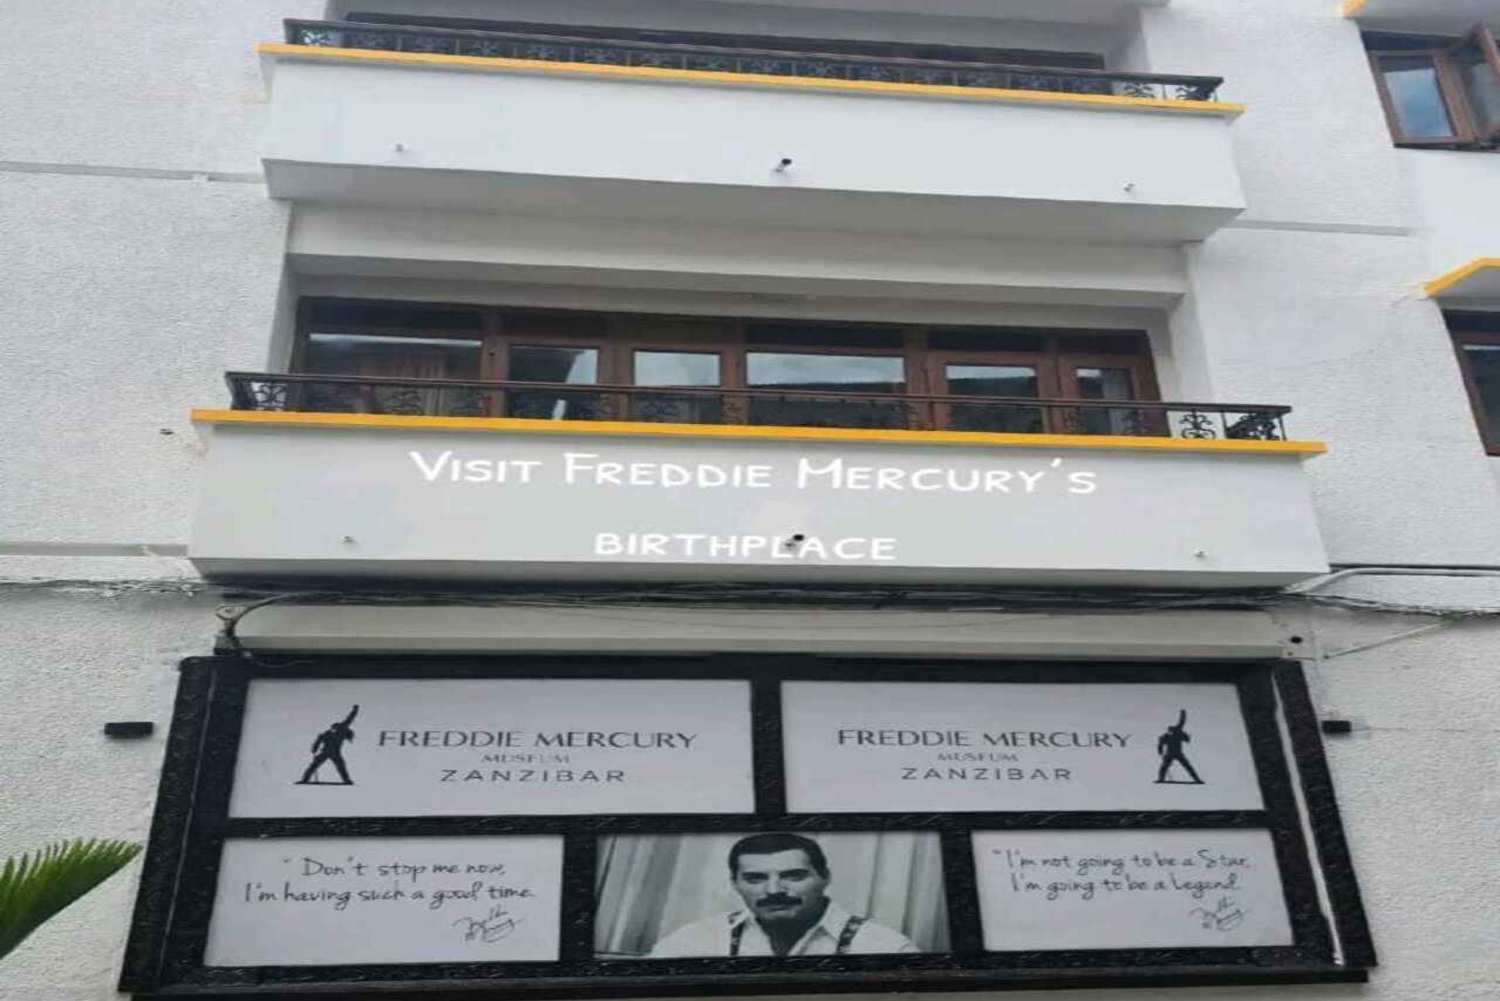 VISIT FREDDIE MERCURY'S
BIRTHPLACE
FREDDIE MERCURY
MUSEUM
ZANZIBAR
FREDDIE MERCURY
MUSEUM
ZANZIBAR
"Don't stop me now,
I'm having such a good time.
"I'm not going to be a Star,
I'm going to be a Legend.